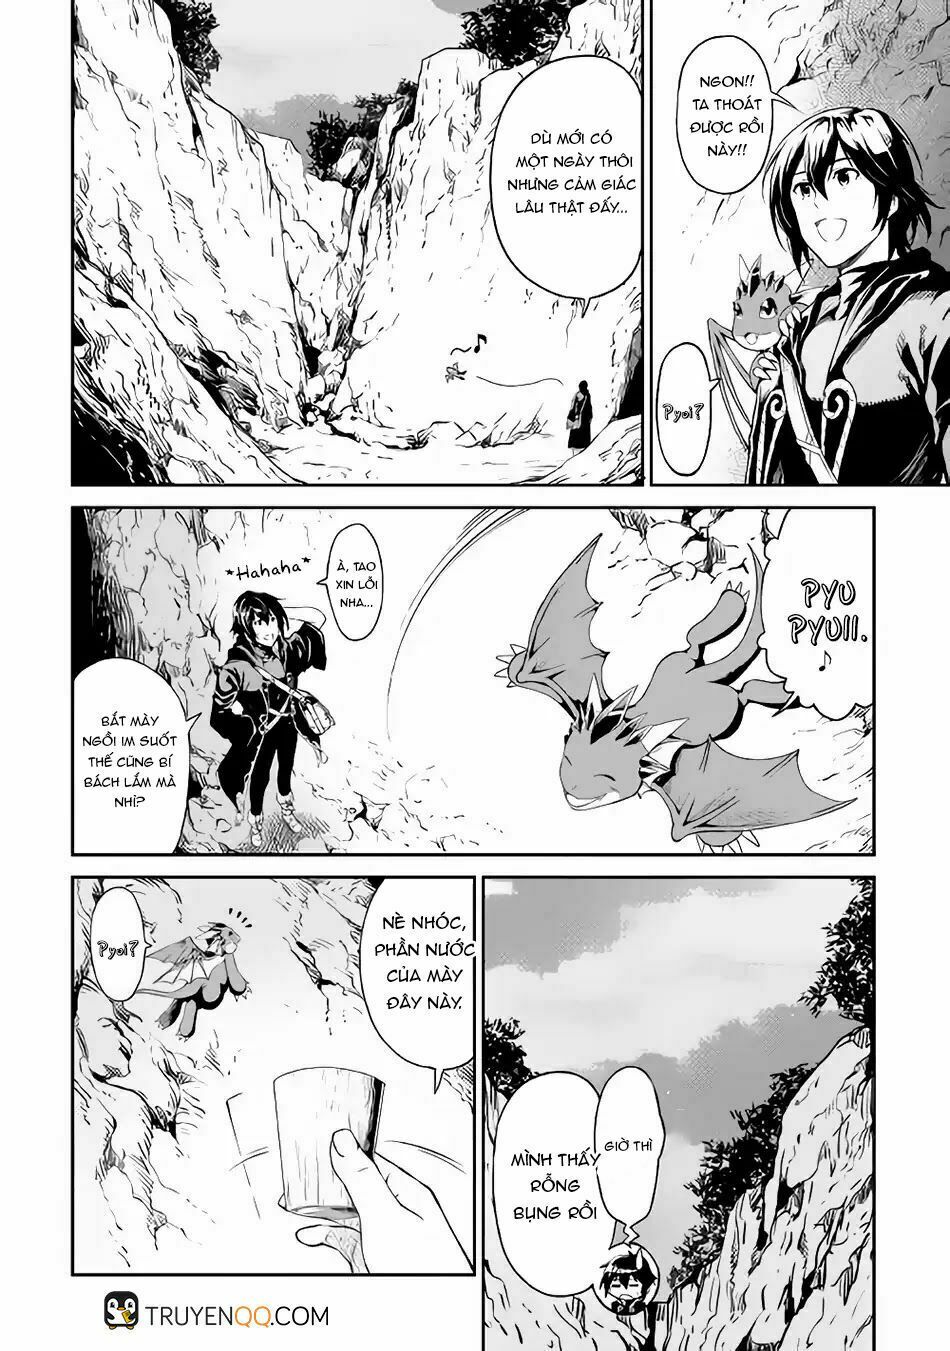 NGON!!
TA THOÁT
ĐƯỢC RỒI
NÀY!!
Pyoi?
DÙ MỚI CÓ
MỘT NGÀY THÔI
NHƯNG CẢM GIÁC
LÂU THẬT ĐẤY...
PYU
PYUII.
À, TAO
XIN LỖI
NHA...
*Hahaha*
BẮT MÀY
NGỒI IM SUỐT
THẾ CŨNG BÍ
BÁCH LẮM MÀ
NHỈ?
GIỜ THÌ
MÌNH THẤY
RỖNG
BỤNG RỒI
NÈ NHÓC,
PHẦN NƯỚC
CỦA MÀY
ĐÂY NÀY.
Pyoi?
TRUYENQQ.COM